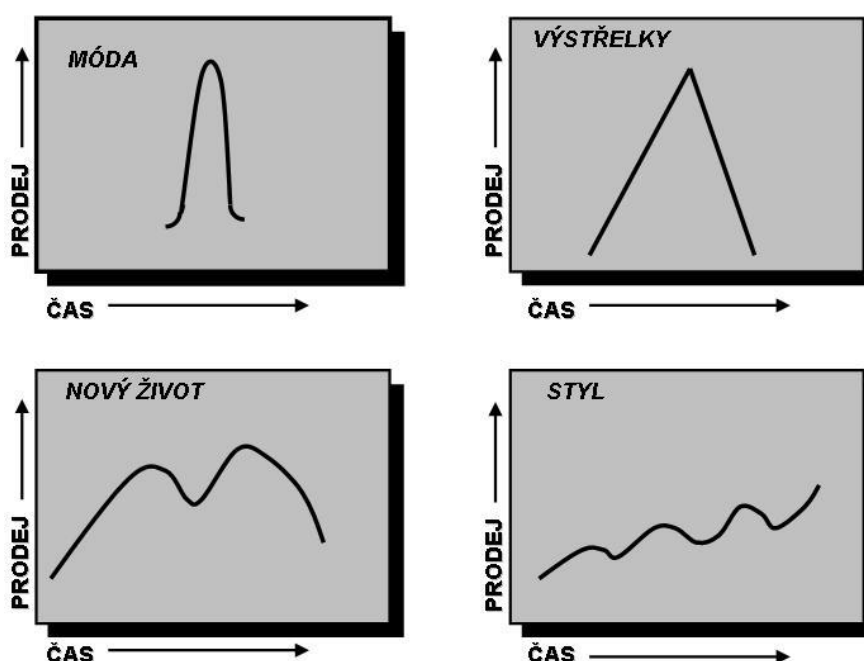 MÓDA
PRODEJ
ČAS
VÝSTŘELKY
PRODEJ
ČAS
NOVÝ ŽIVOT
PRODEJ
ČAS
STYL
PRODEJ
ČAS